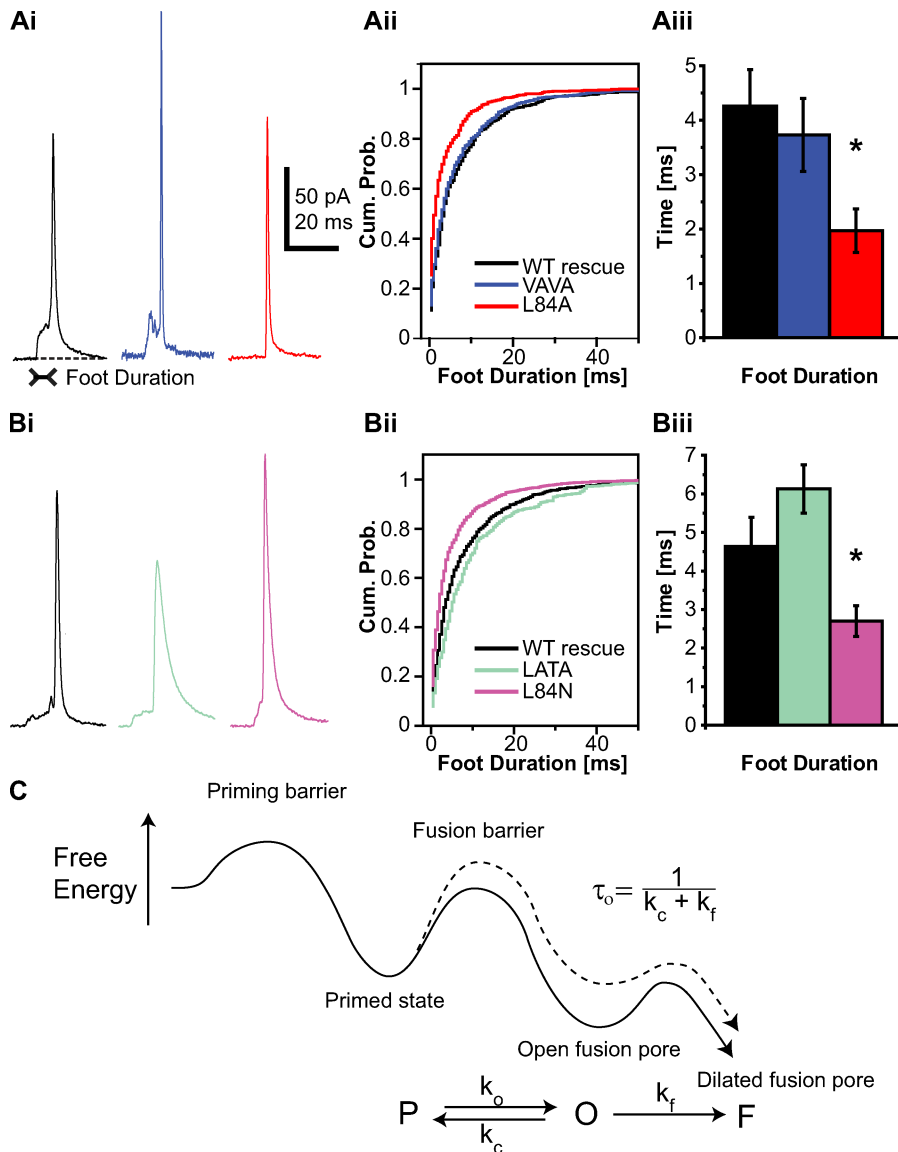 Ai
50 pA
20 ms
Foot Duration
Aii
Cum. Prob.
1
0.8
0.6
0.4
0.2
0
WT rescue
VAVA
L84A
0 20 40
Foot Duration [ms]
Aiii
Time [ms]
5
4
3
2
1
0
*
Foot Duration
Bi
Bii
Cum. Prob.
1
0.8
0.6
0.4
0.2
0
WT rescue
LATA
L84N
0 20 40
Foot Duration [ms]
Biii
Time [ms]
7
6
5
4
3
2
1
0
*
Foot Duration
C
Priming barrier
Free
Energy
Fusion barrier
τo = 1 / (kc + kf)
Primed state
Open fusion pore
Dilated fusion pore
P ko kc O kf F